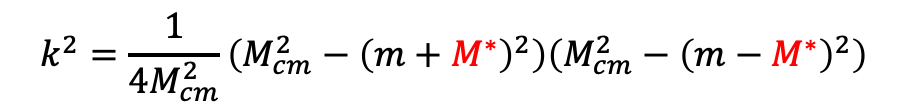 k² = 1/(4M²_cm) (M²_cm − (m + M*)²)(M²_cm − (m − M*)²)